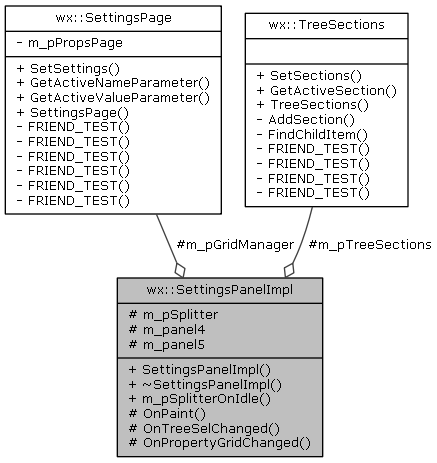 wx::SettingsPage
- m_pPropsPage
+ SetSettings()
+ GetActiveNameParameter()
+ GetActiveValueParameter()
+ SettingsPage()
- FRIEND_TEST()
- FRIEND_TEST()
- FRIEND_TEST()
- FRIEND_TEST()
- FRIEND_TEST()
- FRIEND_TEST()
wx::TreeSections
+ SetSections()
+ GetActiveSection()
+ TreeSections()
- AddSection()
- FindChildItem()
- FRIEND_TEST()
- FRIEND_TEST()
- FRIEND_TEST()
- FRIEND_TEST()
#m_pGridManager
#m_pTreeSections
wx::SettingsPanelImpl
# m_pSplitter
# m_panel4
# m_panel5
+ SettingsPanelImpl()
+ ~SettingsPanelImpl()
+ m_pSplitterOnIdle()
# OnPaint()
# OnTreeSelChanged()
# OnPropertyGridChanged()